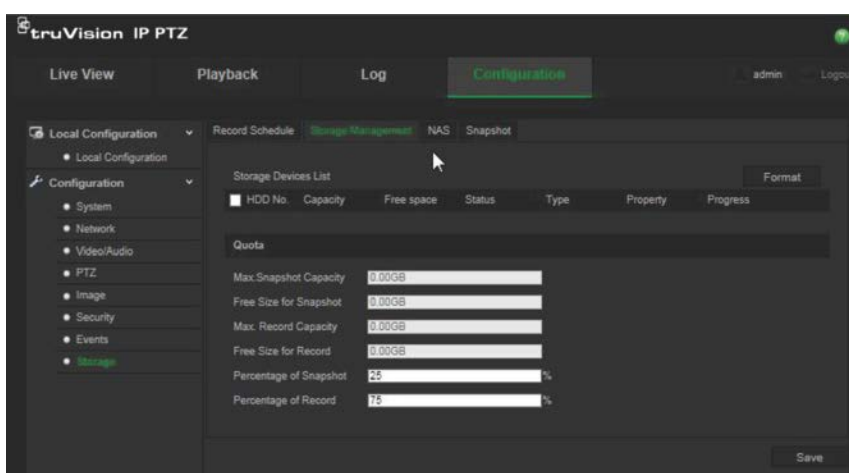 truVision IP PTZ
Live View Playback Log Configuration admin Logou
Local Configuration
Local Configuration
Configuration
System
Network
Video/Audio
PTZ
Image
Security
Events
Storage
Record Schedule Storage Management NAS Snapshot
Storage Devices List Format
HDD No. Capacity Free space Status Type Property Progress
Quota
Max.Snapshot Capacity 0.00GB
Free Size for Snapshot 0.00GB
Max. Record Capacity 0.00GB
Free Size for Record 0.00GB
Percentage of Snapshot 25 %
Percentage of Record 75 %
Save